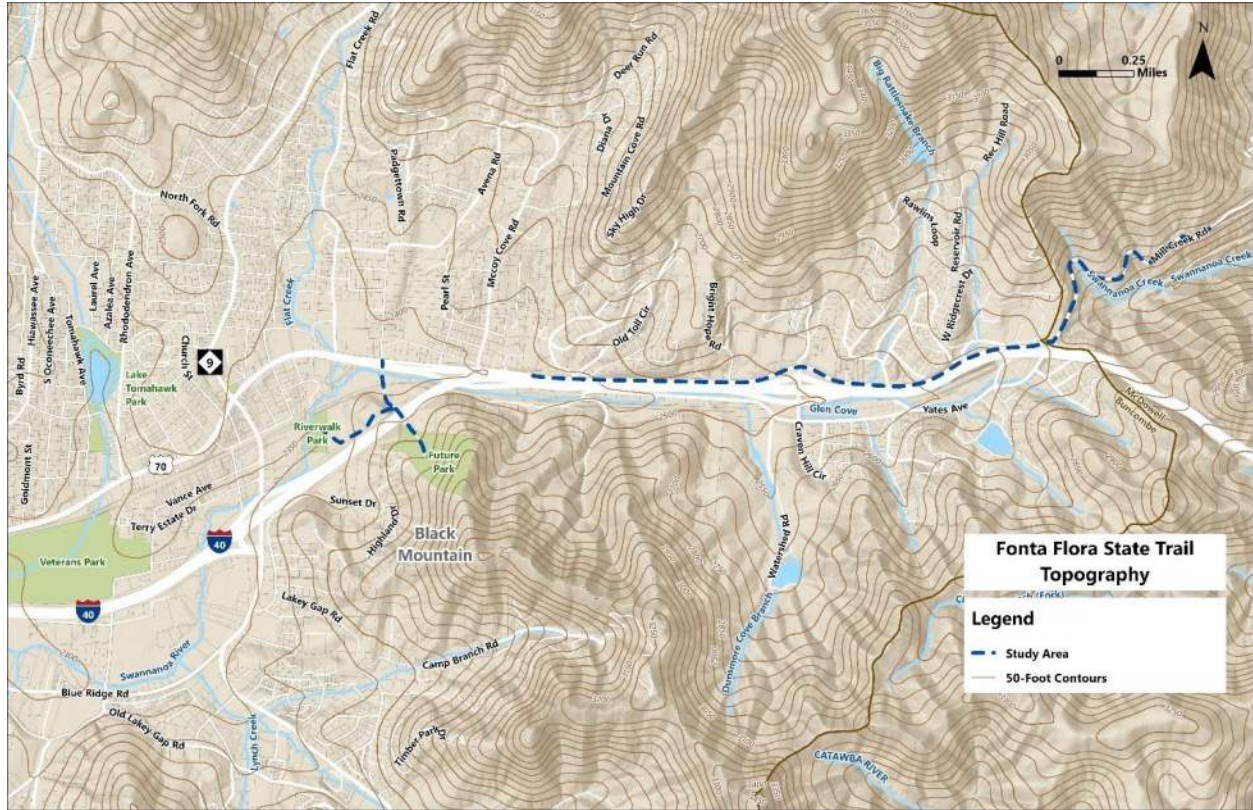 Flat Creek Rd
Deer Run Rd
Big Rattlesnake Branch
N
0 0.25
Miles
Diana Dr
Mountain Cove Rd
Rec Hill Road
Padgettown Rd
Avena Rd
North Fork Rd
Sky High Dr
Rawlins Loop
Reservoir Rd
Mill Creek Rd
Swannanoa Creek
Swannanoa Creek
Mccoy Cove Rd
Pearl St
Flat Creek
Hiawassee Ave
Laurel Ave
Azalea Ave
Rhododendron Ave
Bright Hope Rd
W Ridgecrest Dr
Old Toll Cir
Byrd Rd
S Oconeechee Ave
Tomahawk Ave
Church St
9
Lake
Tomahawk
Park
McDowell
Buncombe
Glen Cove
Yates Ave
Riverwalk
Park
Craven Hill Cir
Goldmont St
70
Future
Park
Vance Ave
Sunset Dr
Terry Estate Dr
Highland Dr
Black
Mountain
40
Veterans Park
Watershed Rd
40
Lakey Gap Rd
Dunsmore Cove Branch
Camp Branch Rd
Swannanoa River
Blue Ridge Rd
Old Lakey Gap Rd
Lynch Creek
Timber Park Dr
CATAWBA RIVER
Fonta Flora State Trail
Topography
(Fork)
Legend
Study Area
50-Foot Contours